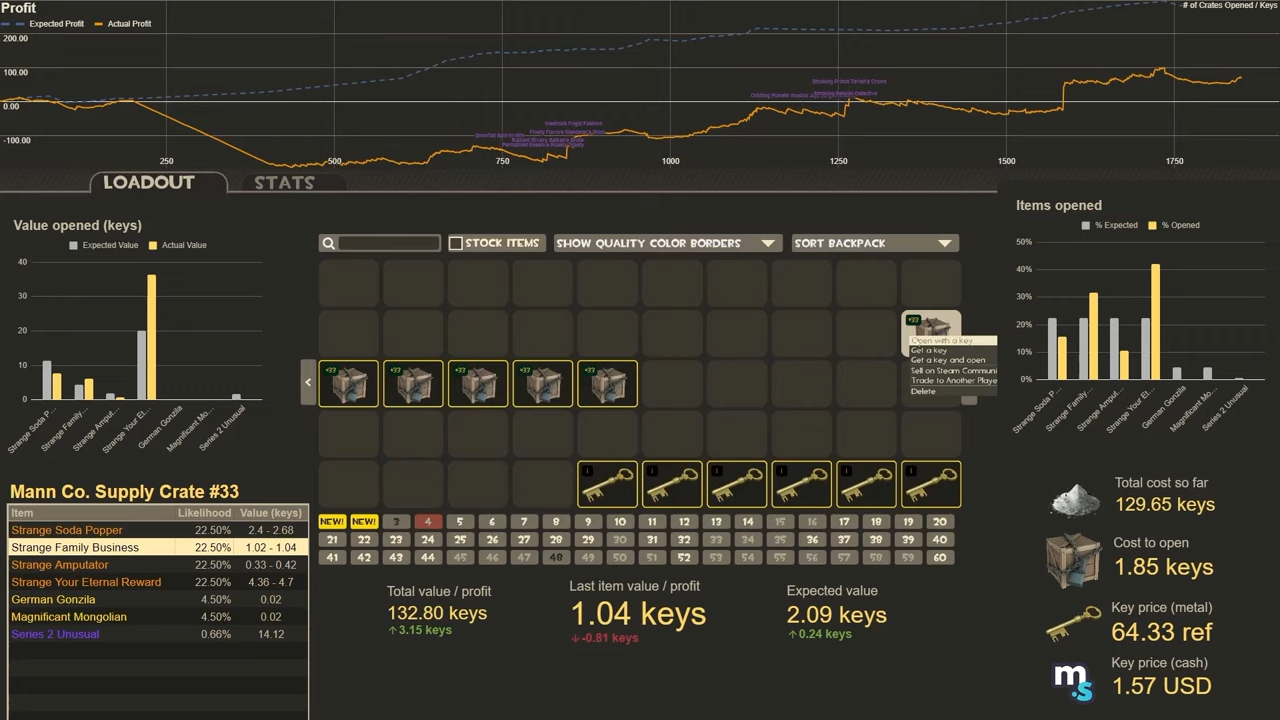 Profit
Expected Profit
Actual Profit
# of Crates Opened / Keys
200.00
100.00
0.00
-100.00
250
500
750
1000
1250
1500
1750
LOADOUT
STATS
Value opened (keys)
Expected Value
Actual Value
40
30
20
10
0
Strange Soda P...
Strange Family...
Strange Amput...
Strange Your Et...
German Gonzila
Magnificant Mo...
Series 2 Unusual
STOCK ITEMS
SHOW QUALITY COLOR BORDERS
SORT BACKPACK
Open with a key
Get a key
Get a key and open
Sell on Steam Communi
Trade to Another Playe
Delete
#33
#33
#33
#33
#33
#33
NEW! NEW! 3 4 5 6 7 8 9 10 11 12 13 14 15 16 17 18 19 20
21 22 23 24 25 26 27 28 29 30 31 32 33 34 35 36 37 38 39 40
41 42 43 44 45 46 47 48 49 50 51 52 53 54 55 56 57 58 59 60
Items opened
% Expected
% Opened
50%
40%
30%
20%
10%
0%
Strange Soda P...
Strange Family...
Strange Amput...
Strange Your Et...
German Gonzila
Magnificant Mo...
Series 2 Unusual
Mann Co. Supply Crate #33
Item Likelihood Value (keys)
Strange Soda Popper 22.50% 2.4 - 2.68
Strange Family Business 22.50% 1.02 - 1.04
Strange Amputator 22.50% 0.33 - 0.42
Strange Your Eternal Reward 22.50% 4.36 - 4.7
German Gonzila 4.50% 0.02
Magnificant Mongolian 4.50% 0.02
Series 2 Unusual 0.66% 14.12
Total value / profit
132.80 keys
↑3.15 keys
Last item value / profit
1.04 keys
↓-0.81 keys
Expected value
2.09 keys
↑0.24 keys
Total cost so far
129.65 keys
Cost to open
1.85 keys
Key price (metal)
64.33 ref
Key price (cash)
1.57 USD
m.s